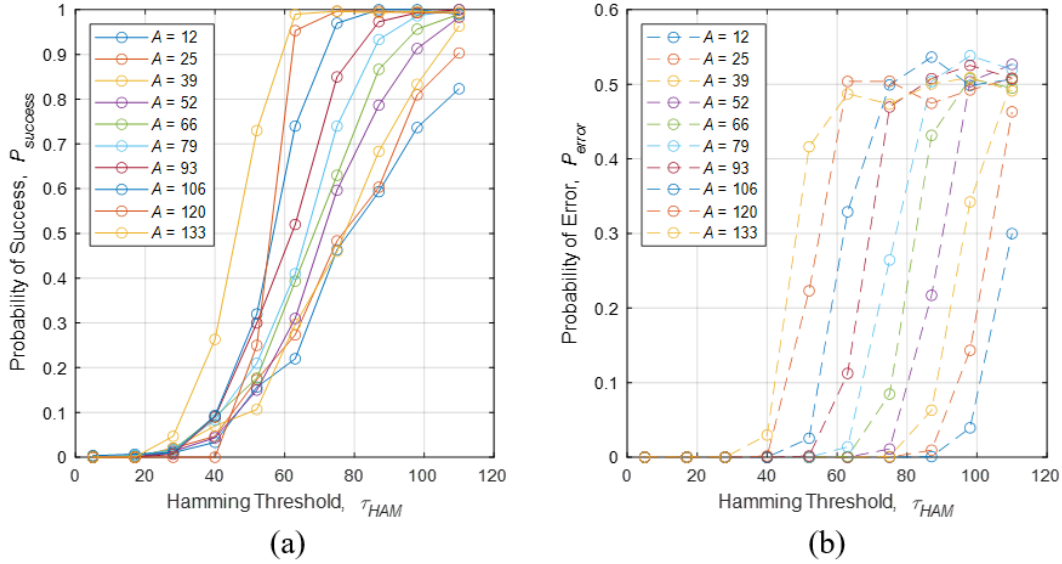 Probability of Success, P_success
1
0.9
0.8
0.7
0.6
0.5
0.4
0.3
0.2
0.1
0
A = 12
A = 25
A = 39
A = 52
A = 66
A = 79
A = 93
A = 106
A = 120
A = 133
0 20 40 60 80 100 120
Hamming Threshold, τ_HAM
(a)
Probability of Error, P_error
0.6
0.5
0.4
0.3
0.2
0.1
0
A = 12
A = 25
A = 39
A = 52
A = 66
A = 79
A = 93
A = 106
A = 120
A = 133
0 20 40 60 80 100 120
Hamming Threshold, τ_HAM
(b)